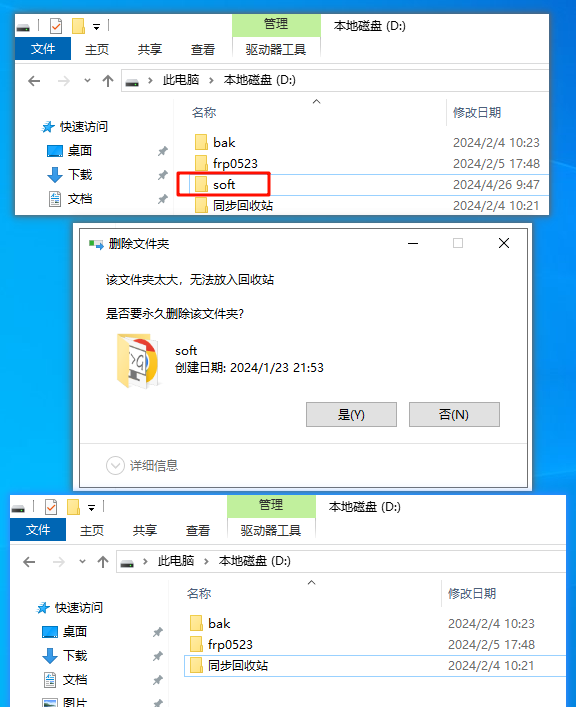 管理
本地磁盘 (D:)
文件
主页
共享
查看
驱动器工具
此电脑
本地磁盘 (D:)
名称
修改日期
快速访问
桌面
下载
文档
bak
2024/2/4 10:23
frp0523
2024/2/5 17:48
soft
2024/4/26 9:47
同步回收站
2024/2/4 10:21
删除文件夹
该文件夹太大，无法放入回收站
是否要永久删除该文件夹?
soft
创建日期: 2024/1/23 21:53
是(Y)
否(N)
详细信息
管理
本地磁盘 (D:)
文件
主页
共享
查看
驱动器工具
此电脑
本地磁盘 (D:)
名称
修改日期
快速访问
桌面
下载
文档
图片
bak
2024/2/4 10:23
frp0523
2024/2/5 17:48
同步回收站
2024/2/4 10:21